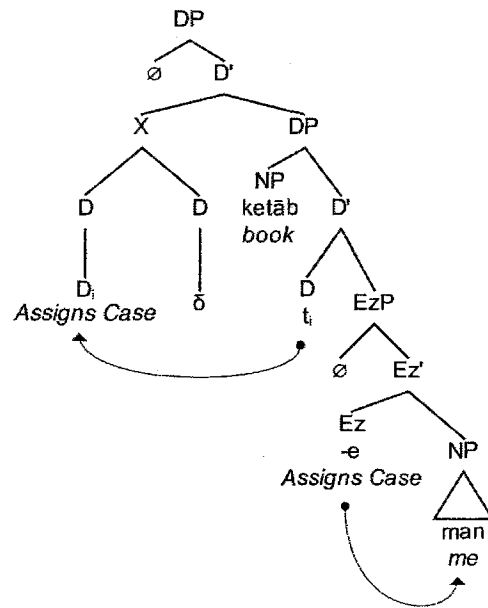 DP
∅ D'
X DP
NP
D D ketāb D'
book
Dᵢ δ D EzP
Assigns Case tᵢ
∅ Ez'
Ez NP
-e
Assigns Case
man
me